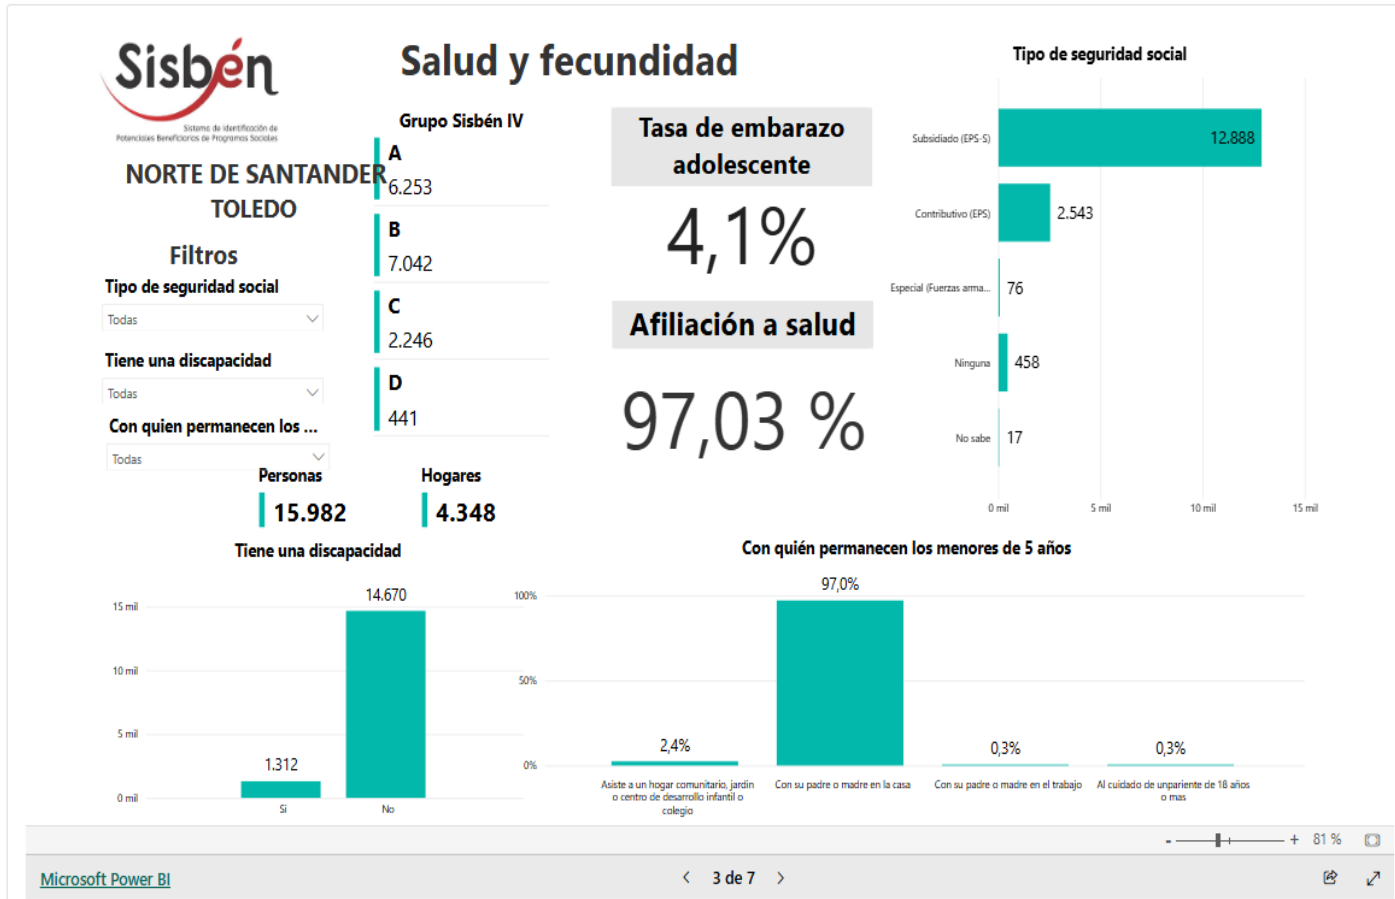 Sisbén
Sistema de Identificación de
Potenciales Beneficiarios de Programas Sociales
NORTE DE SANTANDER
TOLEDO
Filtros
Tipo de seguridad social
Todas
Tiene una discapacidad
Todas
Con quien permanecen los ...
Todas
Salud y fecundidad
Grupo Sisbén IV
A
6.253
B
7.042
C
2.246
D
441
Tasa de embarazo
adolescente
4,1%
Afiliación a salud
97,03 %
Tipo de seguridad social
Subsidiado (EPS-S)
12.888
Contributivo (EPS)
2.543
Especial (Fuerzas arma...
76
Ninguna
458
No sabe
17
0 mil
5 mil
10 mil
15 mil
Personas
15.982
Hogares
4.348
Tiene una discapacidad
15 mil
10 mil
5 mil
0 mil
1.312
14.670
Si
No
Con quién permanecen los menores de 5 años
100%
50%
0%
2,4%
97,0%
0,3%
0,3%
Asiste a un hogar comunitario, jardín
o centro de desarrollo infantil o
colegio
Con su padre o madre en la casa
Con su padre o madre en el trabajo
Al cuidado de unpariente de 18 años
o mas
- + 81 %
Microsoft Power BI
< 3 de 7 >